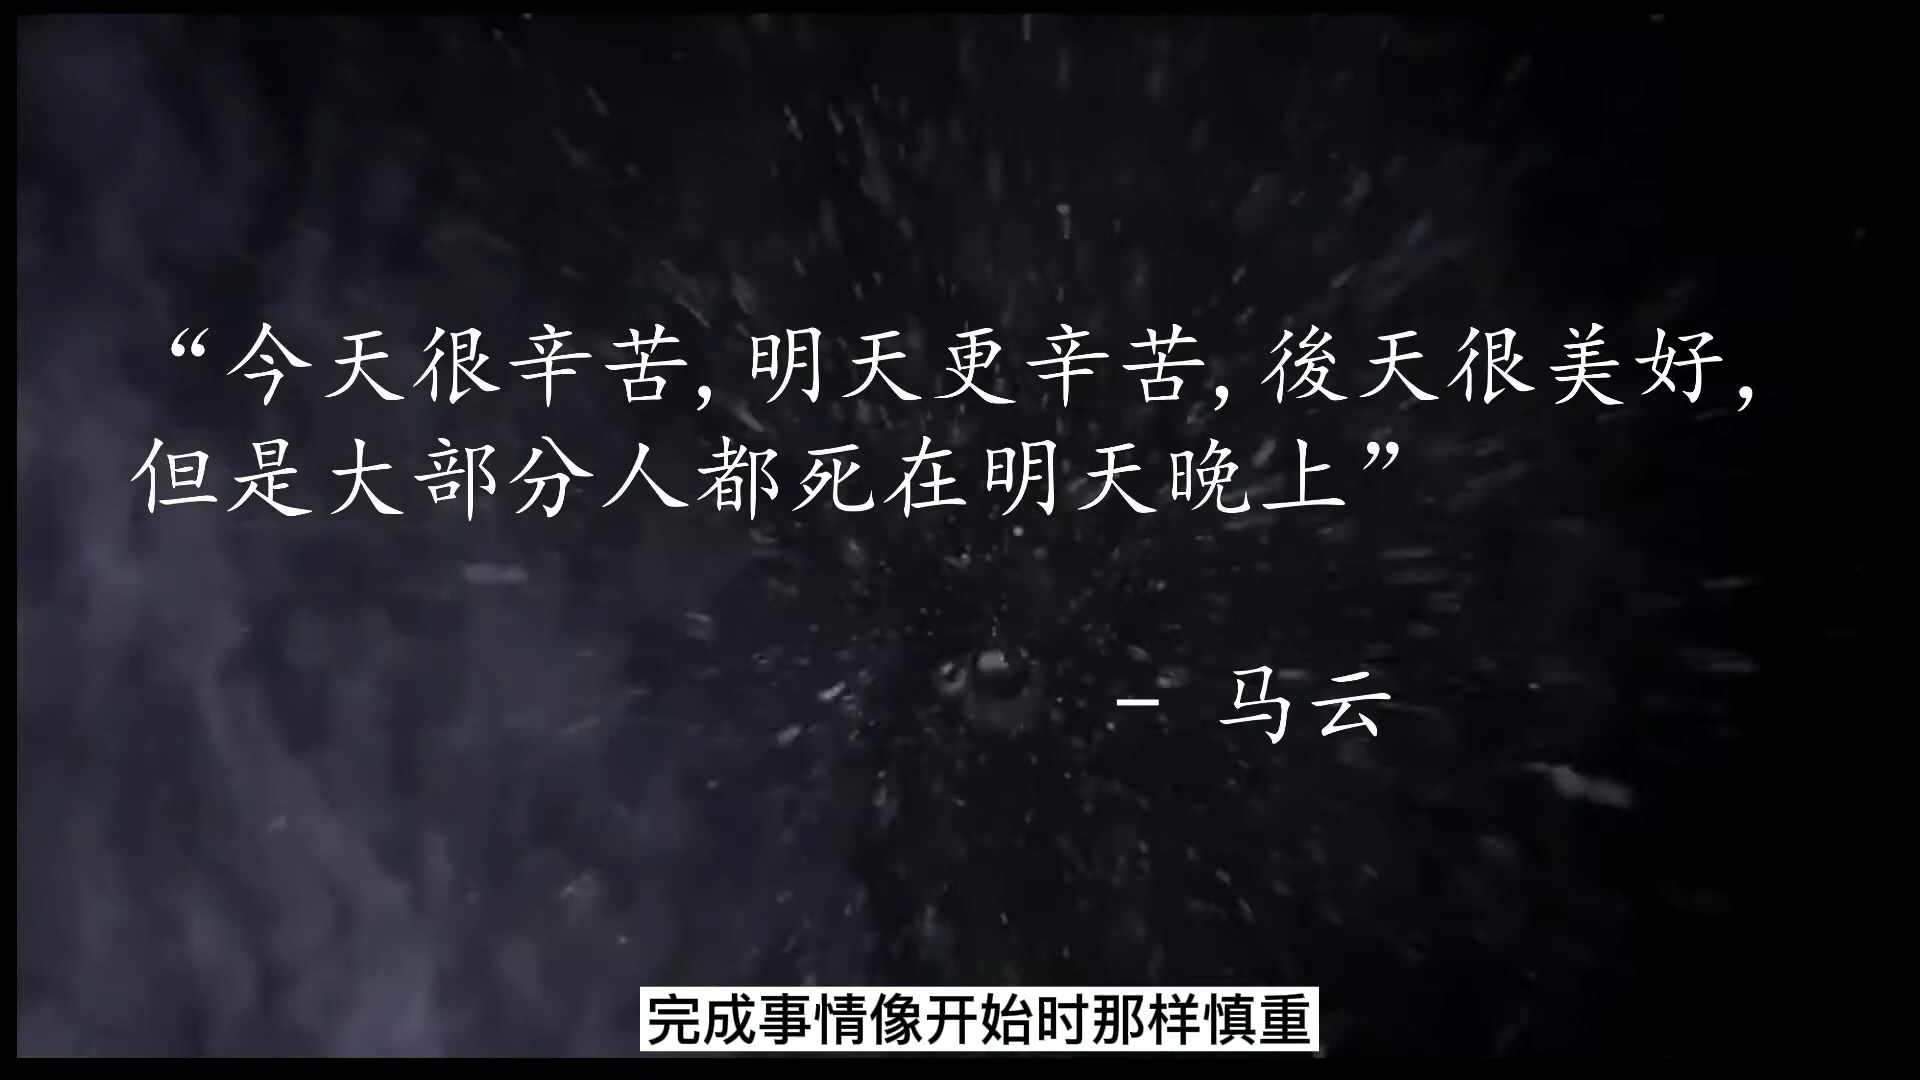 “今天很辛苦,明天更辛苦,後天很美好,
但是大部分人都死在明天晚上”
- 马云
完成事情像开始时那样慎重